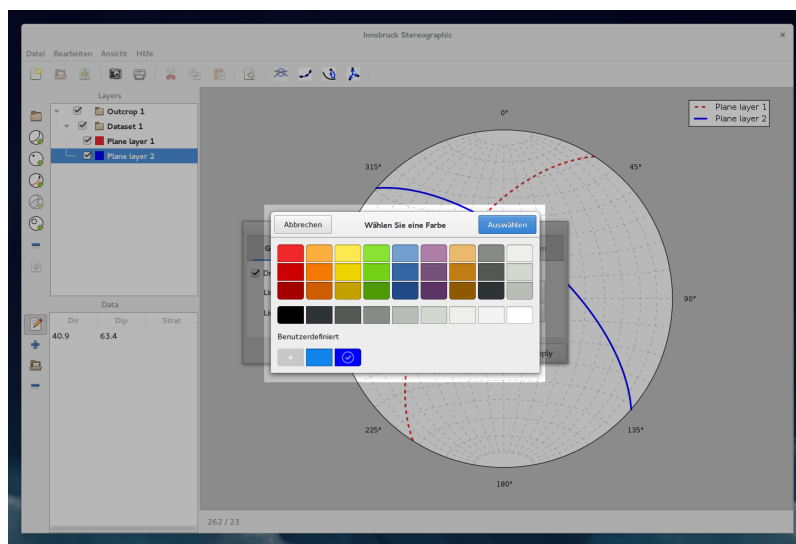 Innsbruck Stereographic
Datei Bearbeiten Ansicht Hilfe
Layers
Outcrop 1
Dataset 1
Plane layer 1
Plane layer 2
Data
Dir Dip Strat
40.9 63.4
Plane layer 1
Plane layer 2
0°
45°
90°
135°
180°
225°
315°
Abbrechen Wählen Sie eine Farbe Auswählen
Benutzerdefiniert
262 / 23